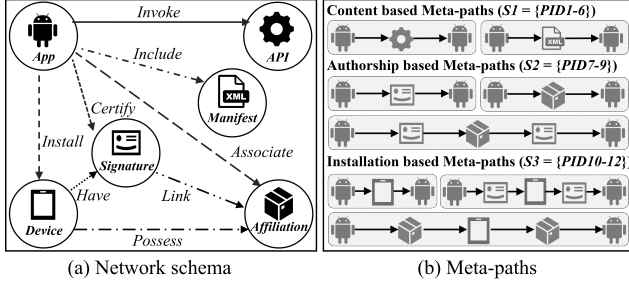 Invoke
App
API
Include
XML
Manifest
Certify
Install
Signature
Associate
Have
Link
Device
Affiliation
Possess
(a) Network schema
Content based Meta-paths (S1 = {PID1-6})
XML
Authorship based Meta-paths (S2 = {PID7-9})
Installation based Meta-paths (S3 = {PID10-12})
(b) Meta-paths